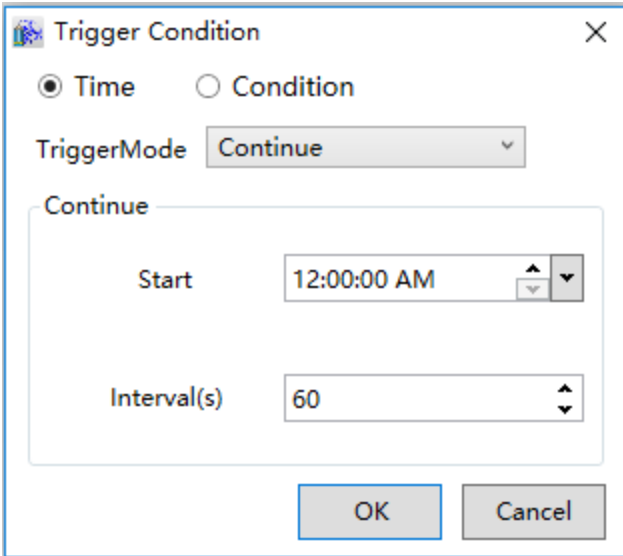 Trigger Condition
Time Condition
TriggerMode Continue
Continue
Start 12:00:00 AM
Interval(s) 60
OK Cancel